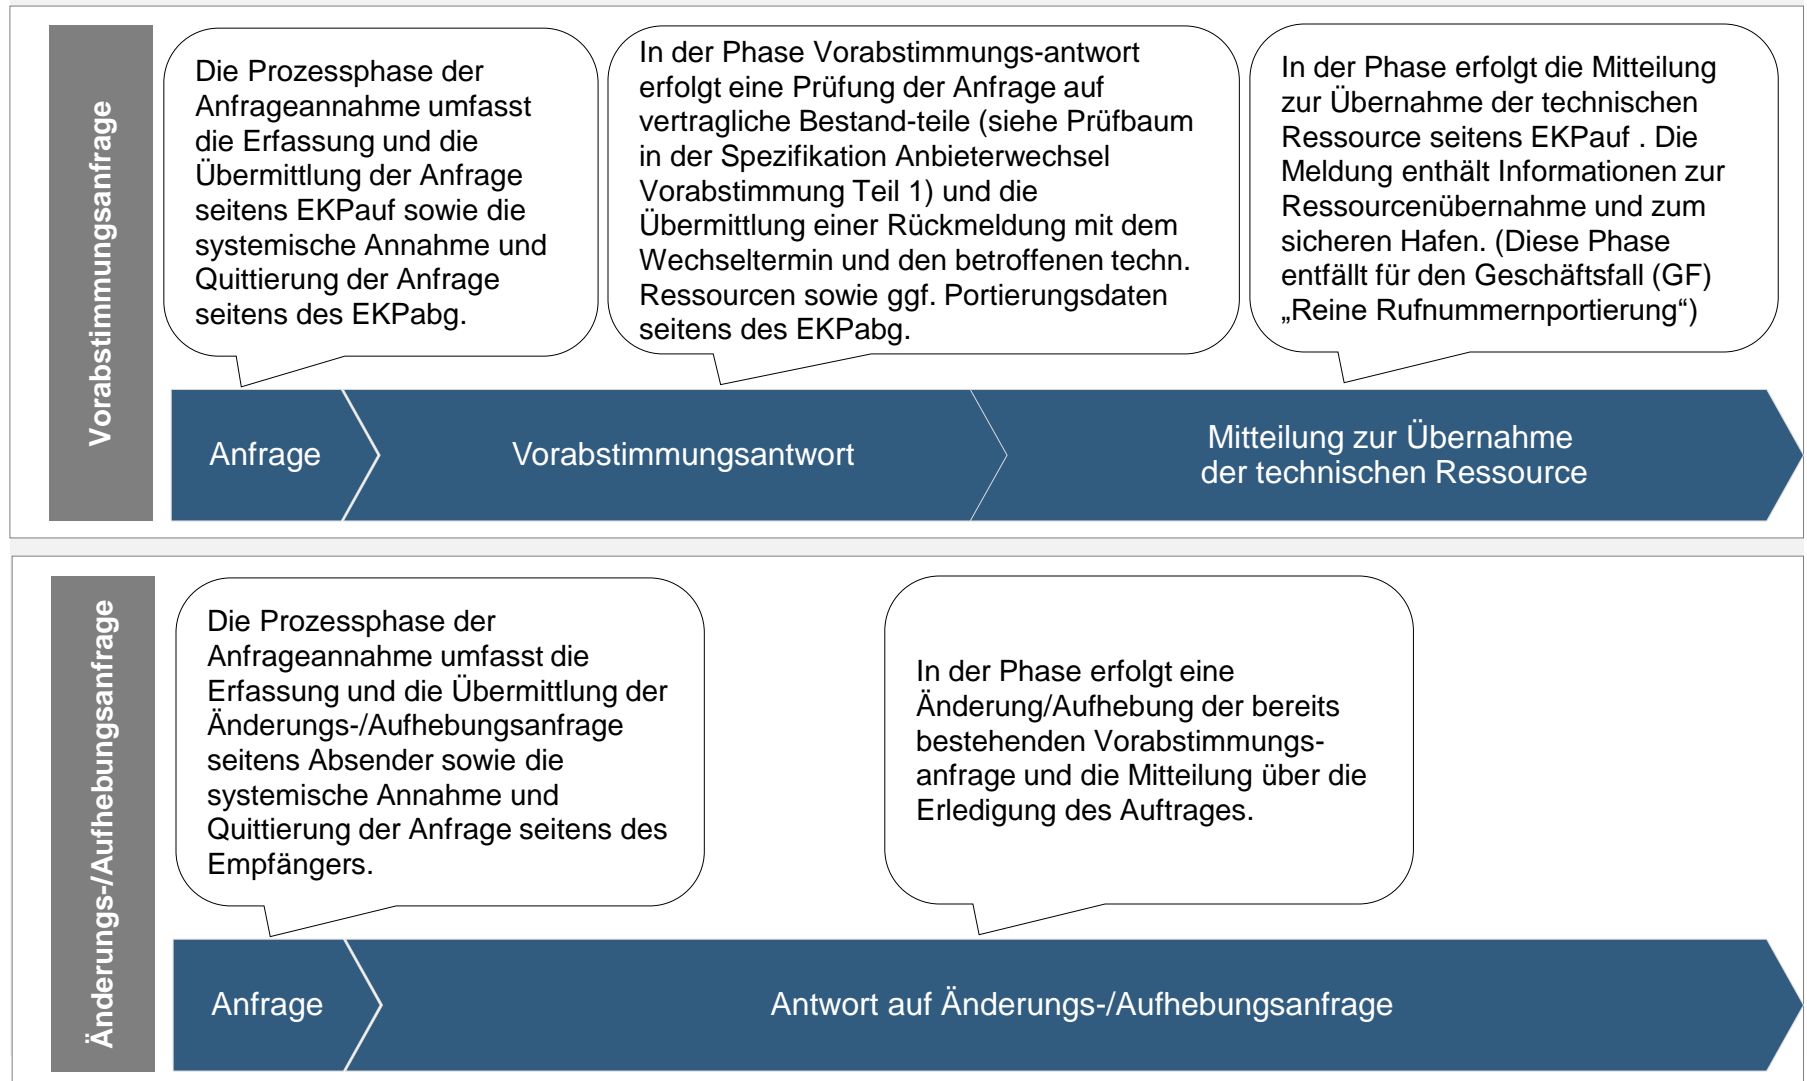 Vorabstimmungsanfrage
Die Prozessphase der
Anfrageannahme umfasst
die Erfassung und die
Übermittlung der Anfrage
seitens EKPauf sowie die
systemische Annahme und
Quittierung der Anfrage
seitens des EKPabg.
In der Phase Vorabstimmungs-antwort
erfolgt eine Prüfung der Anfrage auf
vertragliche Bestand-teile (siehe Prüfbaum
in der Spezifikation Anbieterwechsel
Vorabstimmung Teil 1) und die
Übermittlung einer Rückmeldung mit dem
Wechseltermin und den betroffenen techn.
Ressourcen sowie ggf. Portierungsdaten
seitens des EKPabg.
In der Phase erfolgt die Mitteilung
zur Übernahme der technischen
Ressource seitens EKPauf . Die
Meldung enthält Informationen zur
Ressourcenübernahme und zum
sicheren Hafen. (Diese Phase
entfällt für den Geschäftsfall (GF)
„Reine Rufnummernportierung“)
Anfrage
Vorabstimmungsantwort
Mitteilung zur Übernahme
der technischen Ressource
Änderungs-/Aufhebungsanfrage
Die Prozessphase der
Anfrageannahme umfasst die
Erfassung und die Übermittlung der
Änderungs-/Aufhebungsanfrage
seitens Absender sowie die
systemische Annahme und
Quittierung der Anfrage seitens des
Empfängers.
In der Phase erfolgt eine
Änderung/Aufhebung der bereits
bestehenden Vorabstimmungs-
anfrage und die Mitteilung über die
Erledigung des Auftrages.
Anfrage
Antwort auf Änderungs-/Aufhebungsanfrage